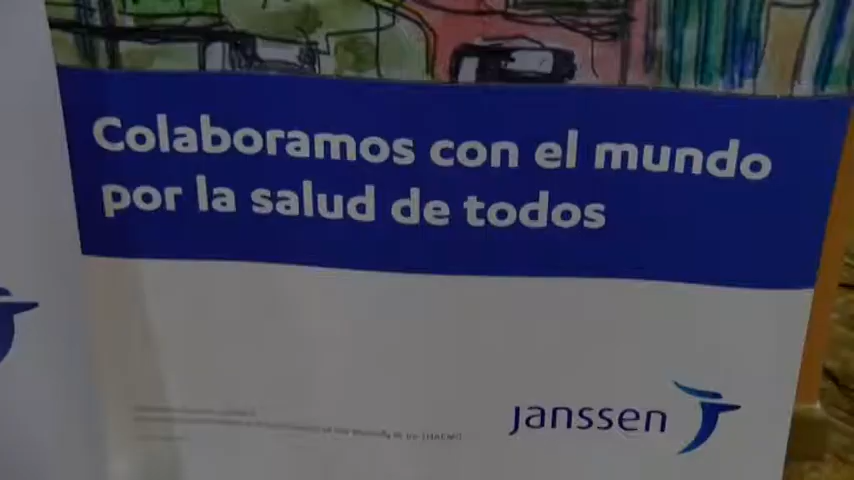 Colaboramos con el mundo
por la salud de todos
janssen